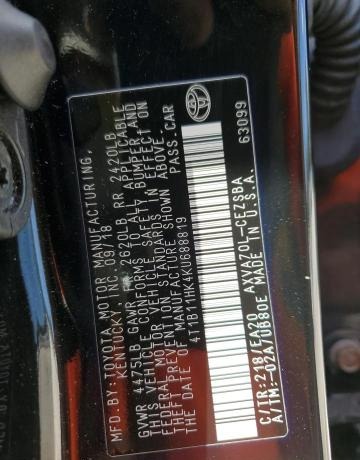 MFD.BY: TOYOTA MOTOR MANUFACTURING,
KENTUCKY, INC. 09/18
GVWR 4475LB GAWR FR 2620LB RR 2420LB
THIS VEHICLE CONFORMS TO ALL APPLICABLE
FEDERAL MOTOR VEHICLE SAFETY BUMPER, AND
THEFT PREVENTION STANDARDS IN EFFECT ON
THE DATE OF MANUFACTURE SHOWN ABOVE.
4T1B11HK4KU688819 PASS.CAR
C/TR:218/EA20 AXVA70L-CEZSBA
A/TM:-02A/UB80E MADE IN U.S.A.
63099